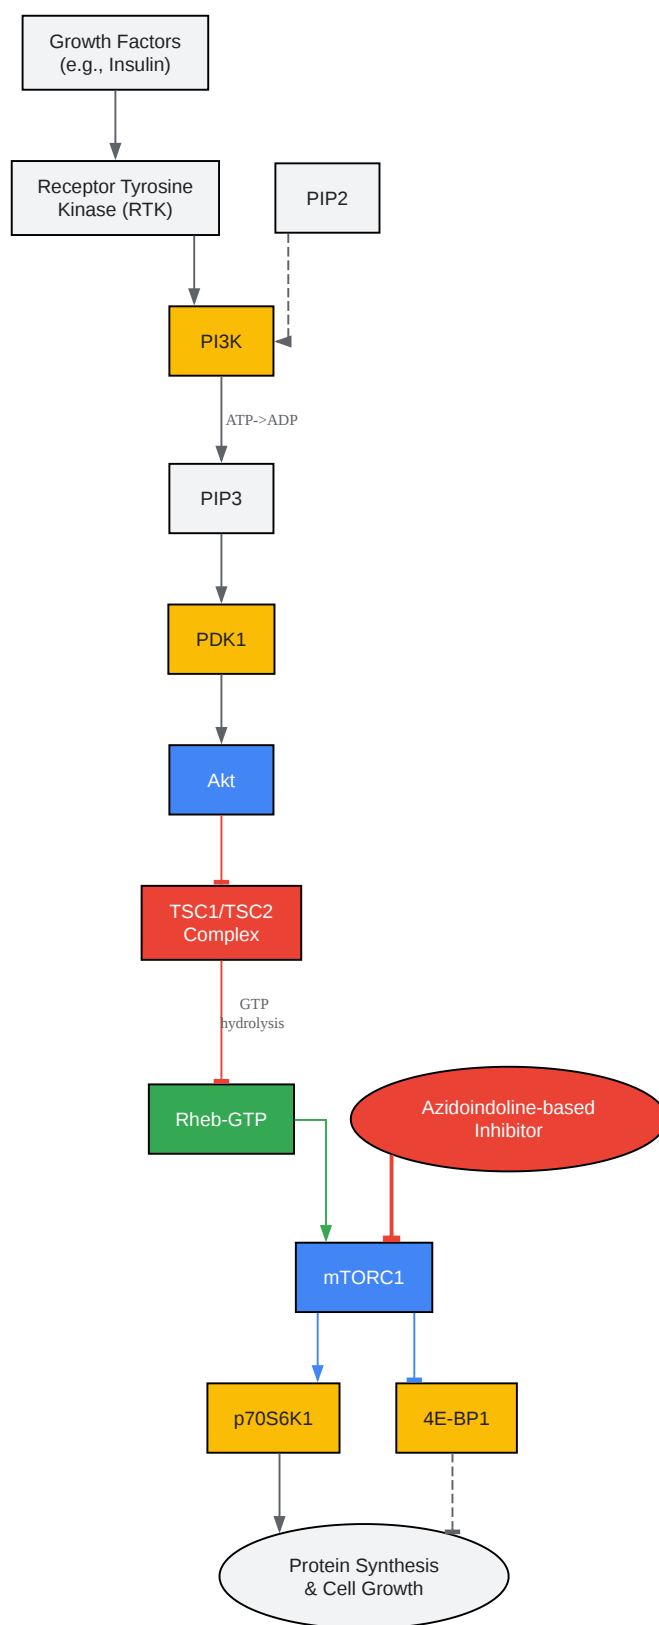 Growth Factors
(e.g., Insulin)
Receptor Tyrosine
Kinase (RTK)
PIP2
PI3K
ATP->ADP
PIP3
PDK1
Akt
TSC1/TSC2
Complex
GTP
hydrolysis
Rheb-GTP
Azidoindoline-based
Inhibitor
mTORC1
p70S6K1
4E-BP1
Protein Synthesis
& Cell Growth